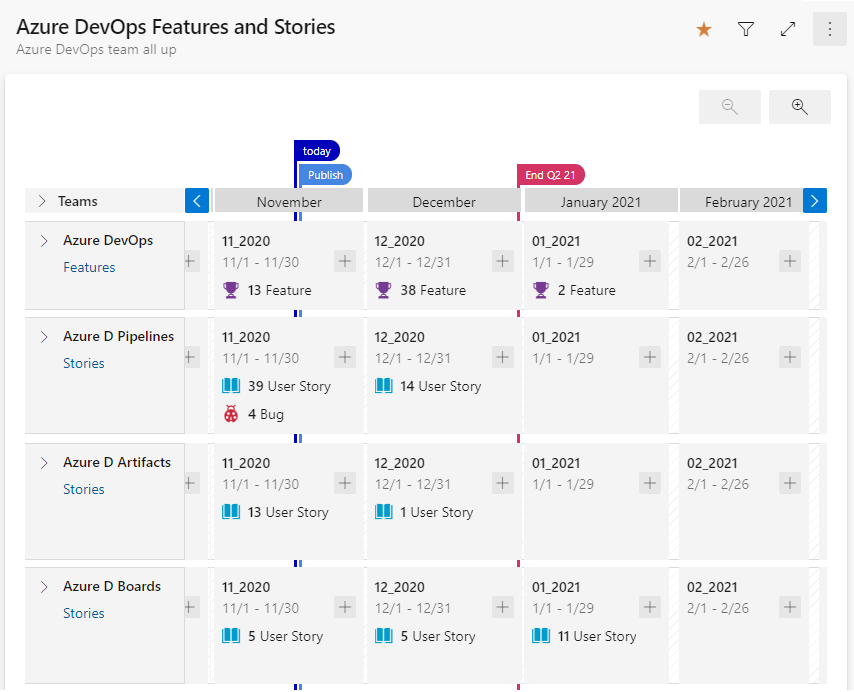 Azure DevOps Features and Stories
Azure DevOps team all up
today
Publish
End Q2 21
Teams
November
December
January 2021
February 2021
Azure DevOps
Features
11_2020
11/1 - 11/30
13 Feature
12_2020
12/1 - 12/31
38 Feature
01_2021
1/1 - 1/29
2 Feature
02_2021
2/1 - 2/26
Azure D Pipelines
Stories
11_2020
11/1 - 11/30
39 User Story
4 Bug
12_2020
12/1 - 12/31
14 User Story
01_2021
1/1 - 1/29
02_2021
2/1 - 2/26
Azure D Artifacts
Stories
11_2020
11/1 - 11/30
13 User Story
12_2020
12/1 - 12/31
1 User Story
01_2021
1/1 - 1/29
02_2021
2/1 - 2/26
Azure D Boards
Stories
11_2020
11/1 - 11/30
5 User Story
12_2020
12/1 - 12/31
5 User Story
01_2021
1/1 - 1/29
11 User Story
02_2021
2/1 - 2/26